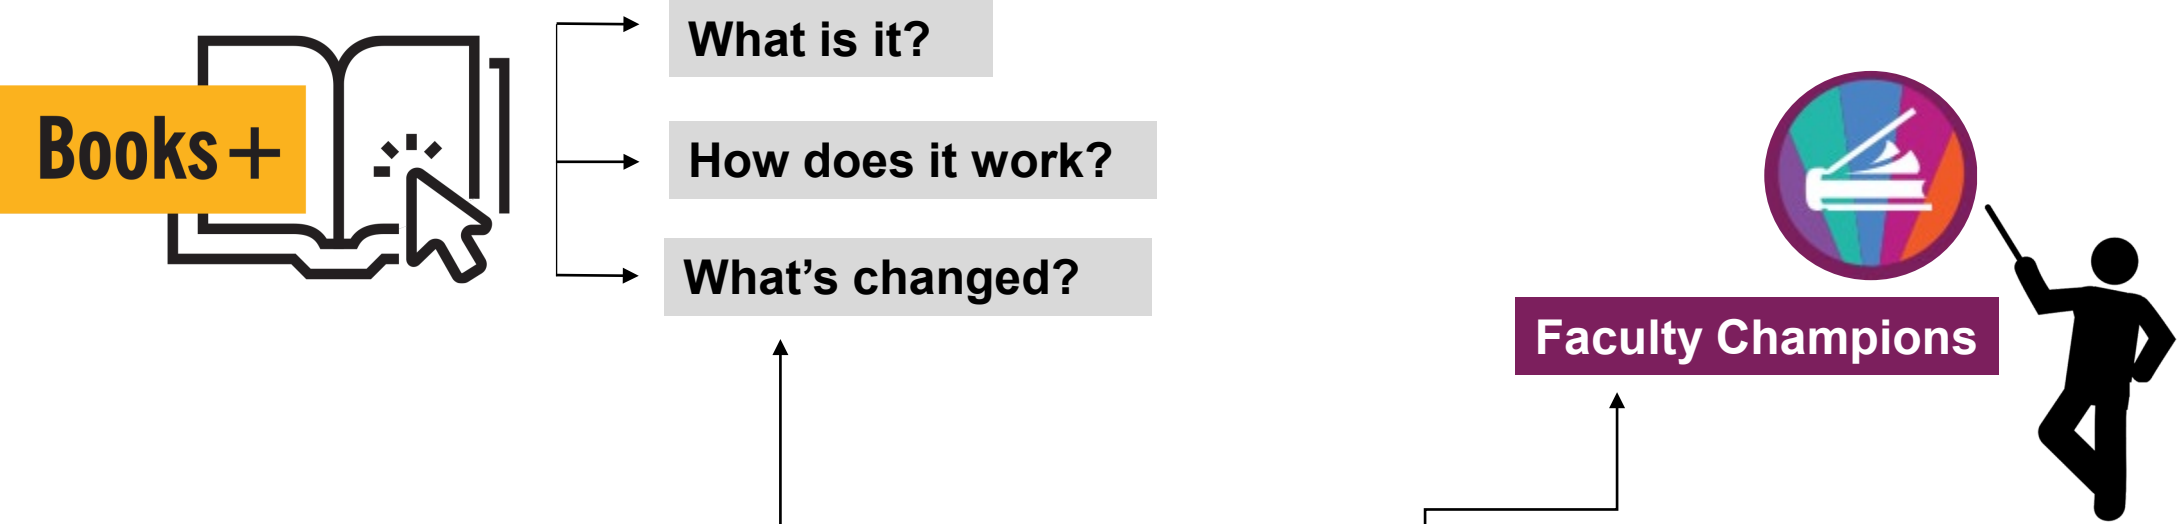 Books+
What is it?
How does it work?
What’s changed?
Faculty Champions